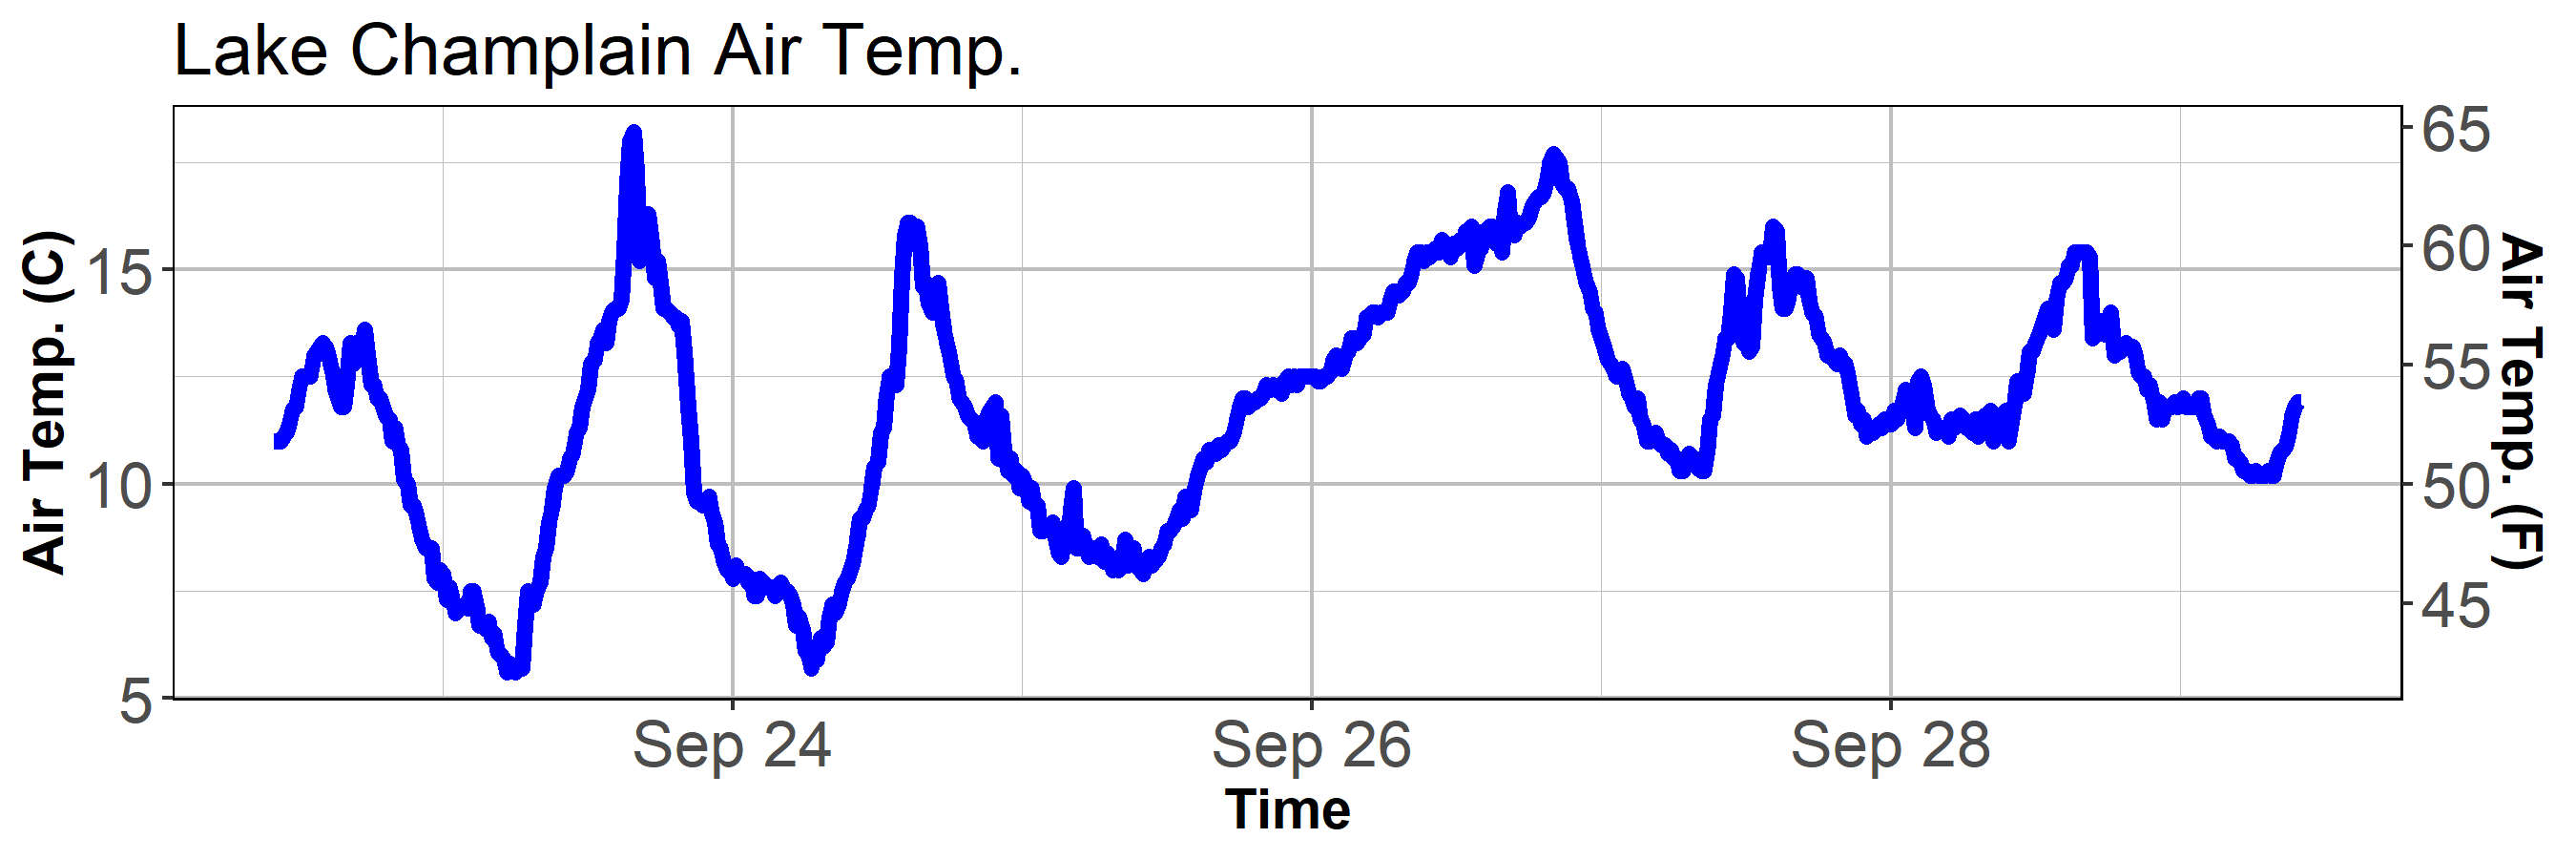 Lake Champlain Air Temp.
Air Temp. (C)
15
10
5
65
60
55
50
45
Air Temp. (F)
Sep 24
Sep 26
Sep 28
Time